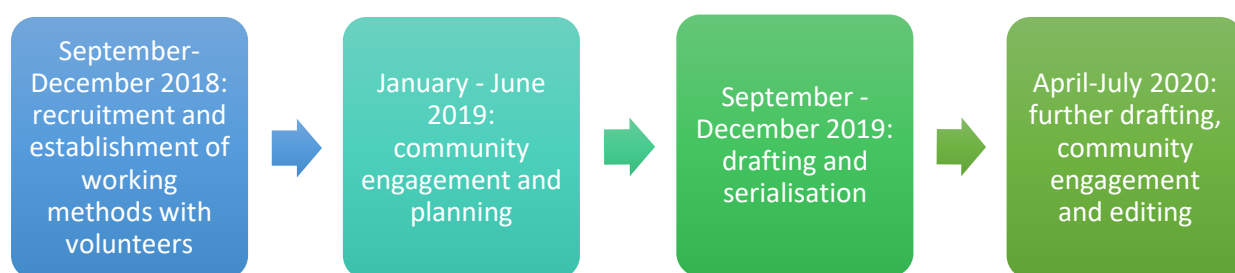 September-
December 2018:
recruitment and
establishment of
working
methods with
volunteers
January - June
2019:
community
engagement and
planning
September -
December 2019:
drafting and
serialisation
April-July 2020:
further drafting,
community
engagement
and editing